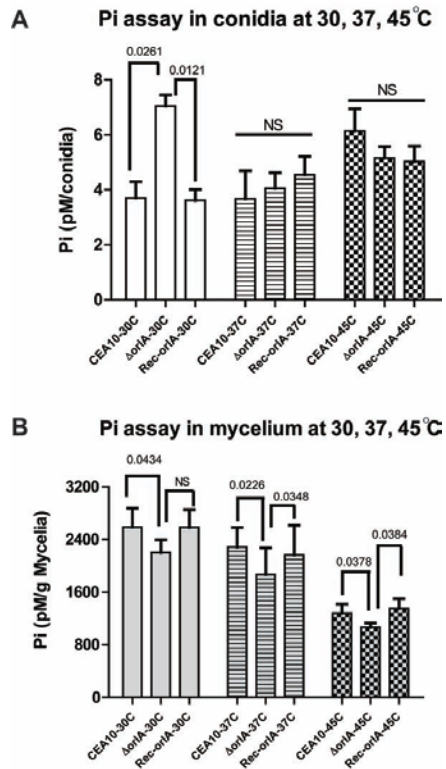 A
Pi assay in conidia at 30, 37, 45°C
0.0261
0.0121
NS
NS
8
6
4
2
0
Pi (pM/conidia)
CEA10-30C
ΔorlA-30C
Rec-orlA-30C
CEA10-37C
ΔorlA-37C
Rec-orlA-37C
CEA10-45C
ΔorlA-45C
Rec-orlA-45C
B
Pi assay in mycelium at 30, 37, 45°C
0.0434
NS
0.0226
0.0348
0.0378
0.0384
3200
2400
1600
800
0
Pi (pM/g Mycelia)
CEA10-30C
ΔorlA-30C
Rec-orlA-30C
CEA10-37C
ΔorlA-37C
Rec-orlA-37C
CEA10-45C
ΔorlA-45C
Rec-orlA-45C